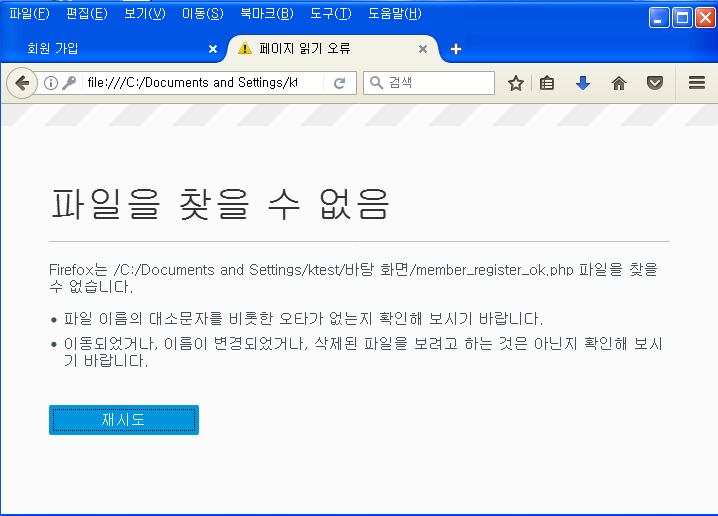 파일(F) 편집(E) 보기(V) 이동(S) 북마크(B) 도구(T) 도움말(H)
회원 가입 페이지 읽기 오류
file:///C:/Documents and Settings/kt 검색
파일을 찾을 수 없음
Firefox는 /C:/Documents and Settings/ktest/바탕 화면/member_register_ok.php 파일을 찾을
수 없습니다.
• 파일 이름의 대소문자를 비롯한 오타가 없는지 확인해 보시기 바랍니다.
• 이동되었거나, 이름이 변경되었거나, 삭제된 파일을 보려고 하는 것은 아닌지 확인해 보시
기 바랍니다.
재시도